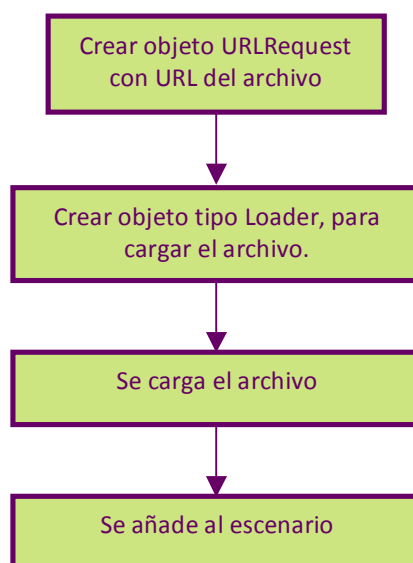 Crear objeto URLRequest
con URL del archivo
Crear objeto tipo Loader, para
cargar el archivo.
Se carga el archivo
Se añade al escenario